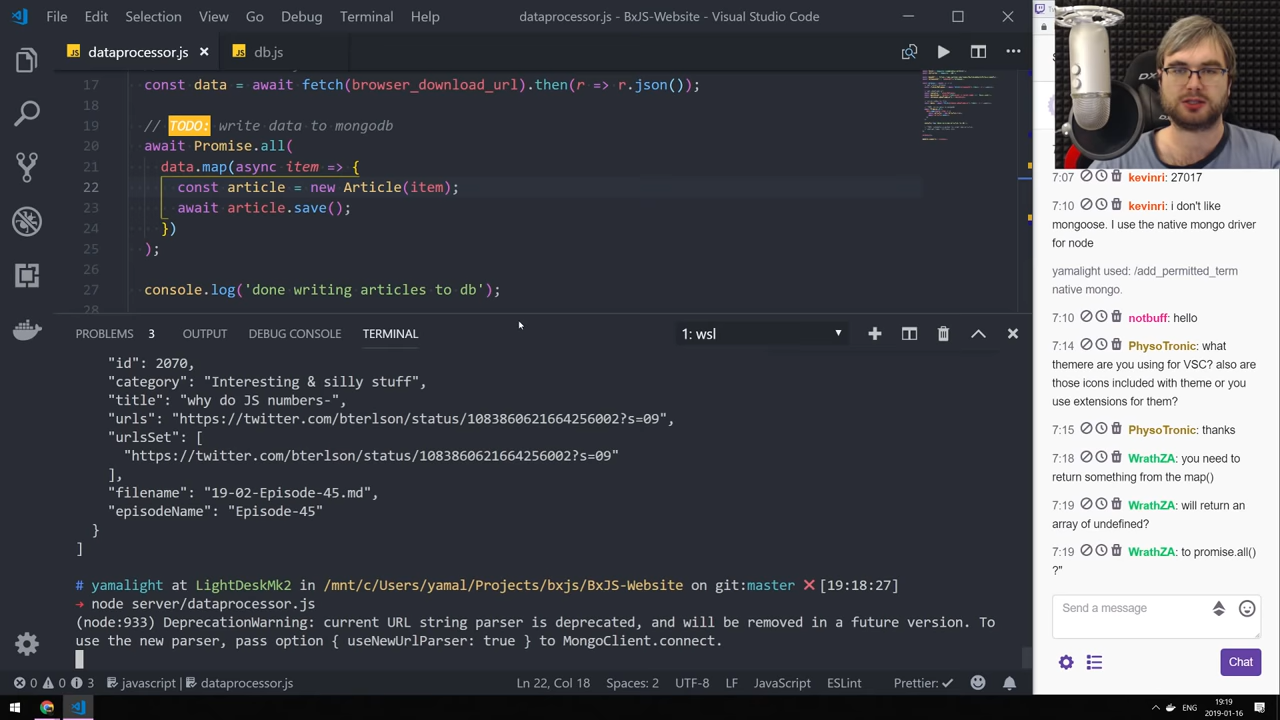 File Edit Selection View Go Debug Terminal Help
dataprocessor.js - BxJS-Website - Visual Studio Code
JS dataprocessor.js ×
JS db.js
17 const data = await fetch(browser_download_url).then(r => r.json());
18
19 // TODO: write data to mongodb
20 await Promise.all(
21 data.map(async item => {
22 const article = new Article(item);
23 await article.save();
24 })
25 );
26
27 console.log('done writing articles to db');
28
PROBLEMS 3 OUTPUT DEBUG CONSOLE TERMINAL 1: wsl
"id": 2070,
"category": "Interesting & silly stuff",
"title": "why do JS numbers-",
"urls": "https://twitter.com/bterlson/status/1083860621664256002?s=09",
"urlsSet": [
"https://twitter.com/bterlson/status/1083860621664256002?s=09"
],
"filename": "19-02-Episode-45.md",
"episodeName": "Episode-45"
}
]
# yamalight at LightDeskMk2 in /mnt/c/Users/yamal/Projects/bxjs/BxJS-Website on git:master ❌ [19:18:27]
→ node server/dataprocessor.js
(node:933) DeprecationWarning: current URL string parser is deprecated, and will be removed in a future version. To
use the new parser, pass option { useNewUrlParser: true } to MongoClient.connect.
0 0 3 javascript | dataprocessor.js Ln 22, Col 18 Spaces: 2 UTF-8 LF JavaScript ESLint Prettier: ✓
7:07 kevinri: 27017
7:10 kevinri: i don't like
mongoose. I use the native mongo driver
for node
yamalight used: /add_permitted_term
native mongo.
7:10 notbuff: hello
7:14 PhysoTronic: what
themere are you using for VSC? also are
those icons included with theme or you
use extensions for them?
7:15 PhysoTronic: thanks
7:18 WrathZA: you need to
return something from the map()
7:19 WrathZA: will return an
array of undefined?
7:19 WrathZA: to promise.all()
?"
Send a message
Chat
ENG
19:19
2019-01-16